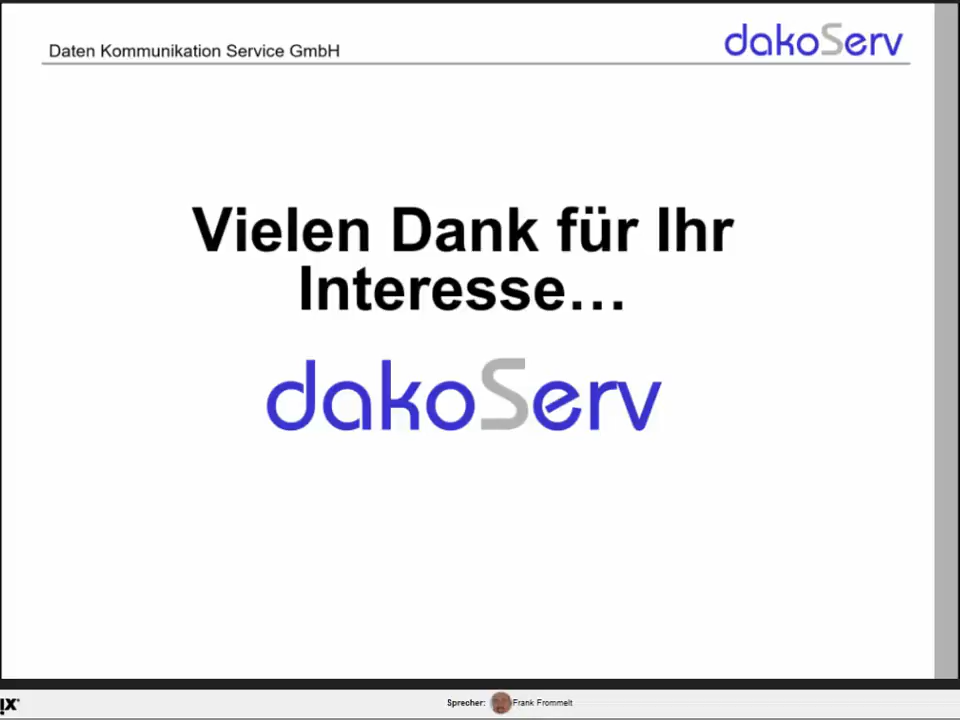 Daten Kommunikation Service GmbH
dakoServ
Vielen Dank für Ihr
Interesse…
dakoServ
Sprecher: Frank Frommelt